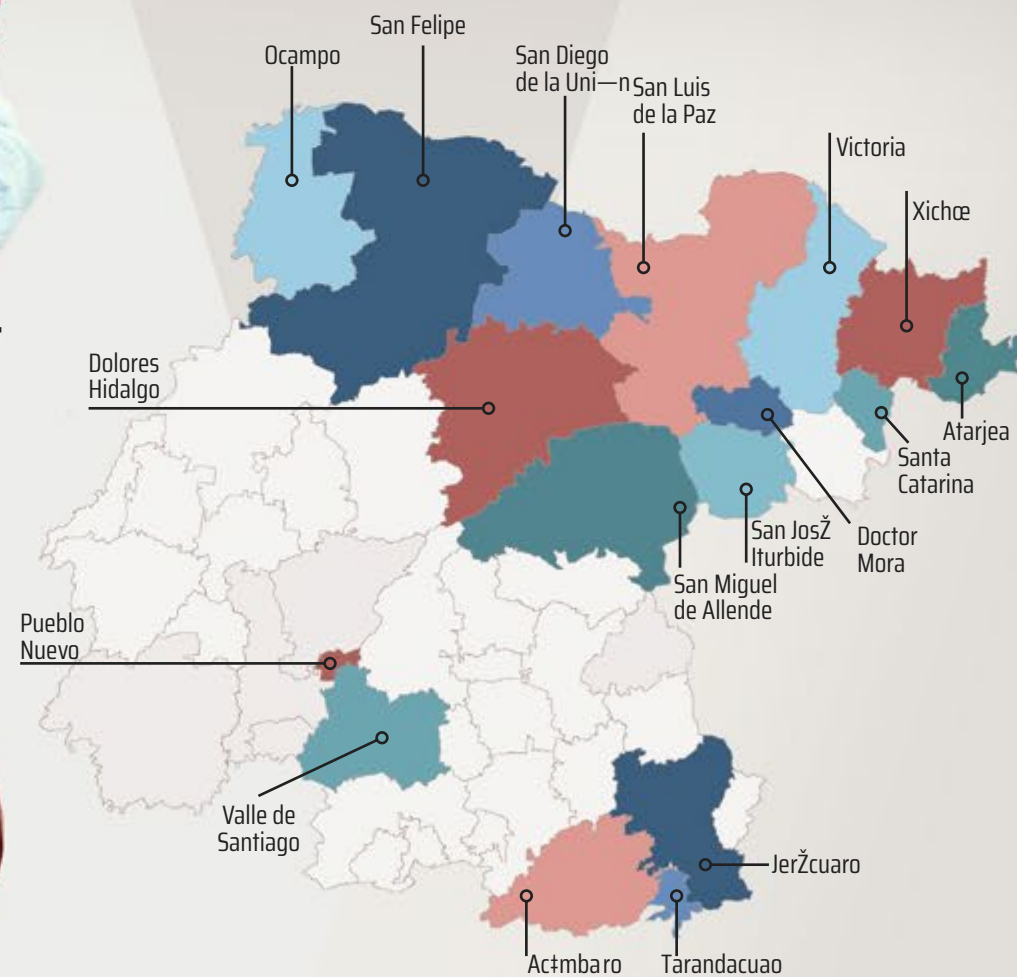 San Felipe
Ocampo
San Diego
de la Uni—n
San Luis
de la Paz
Victoria
Xichœ
Dolores
Hidalgo
Atarjea
Santa
Catarina
San JosŽ
Iturbide
Doctor
Mora
San Miguel
de Allende
Pueblo
Nuevo
Valle de
Santiago
JerŽcuaro
Ac‡mbaro
Tarandacuao